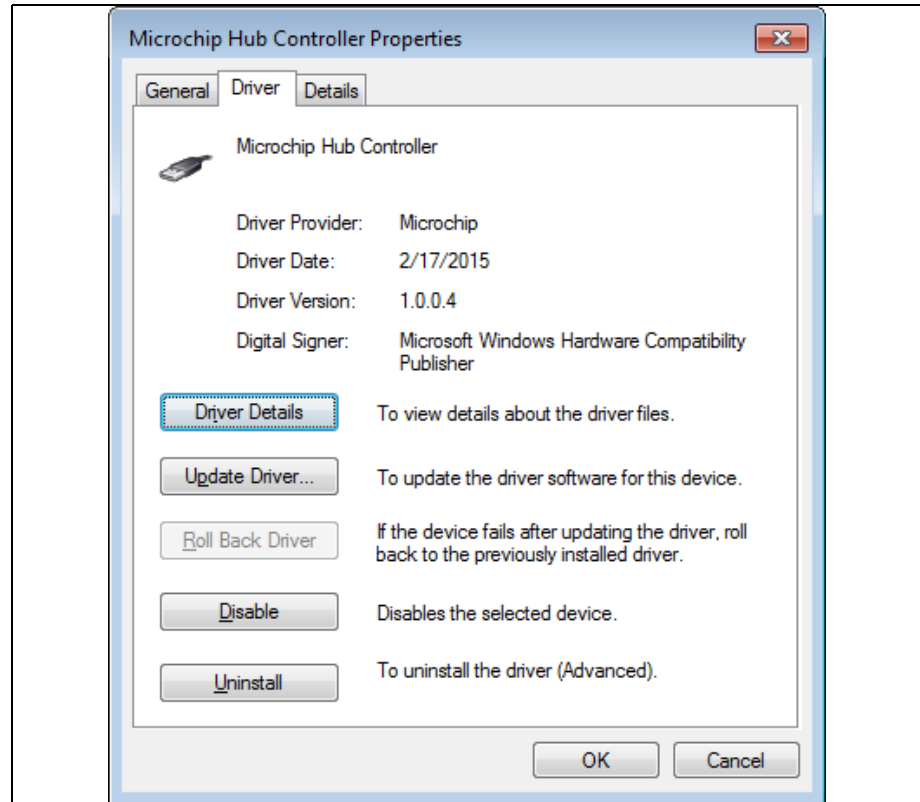 Microchip Hub Controller Properties
General Driver Details
Microchip Hub Controller
Driver Provider: Microchip
Driver Date: 2/17/2015
Driver Version: 1.0.0.4
Digital Signer: Microsoft Windows Hardware Compatibility
Publisher
Driver Details To view details about the driver files.
Update Driver... To update the driver software for this device.
Roll Back Driver If the device fails after updating the driver, roll
back to the previously installed driver.
Disable Disables the selected device.
Uninstall To uninstall the driver (Advanced).
OK Cancel